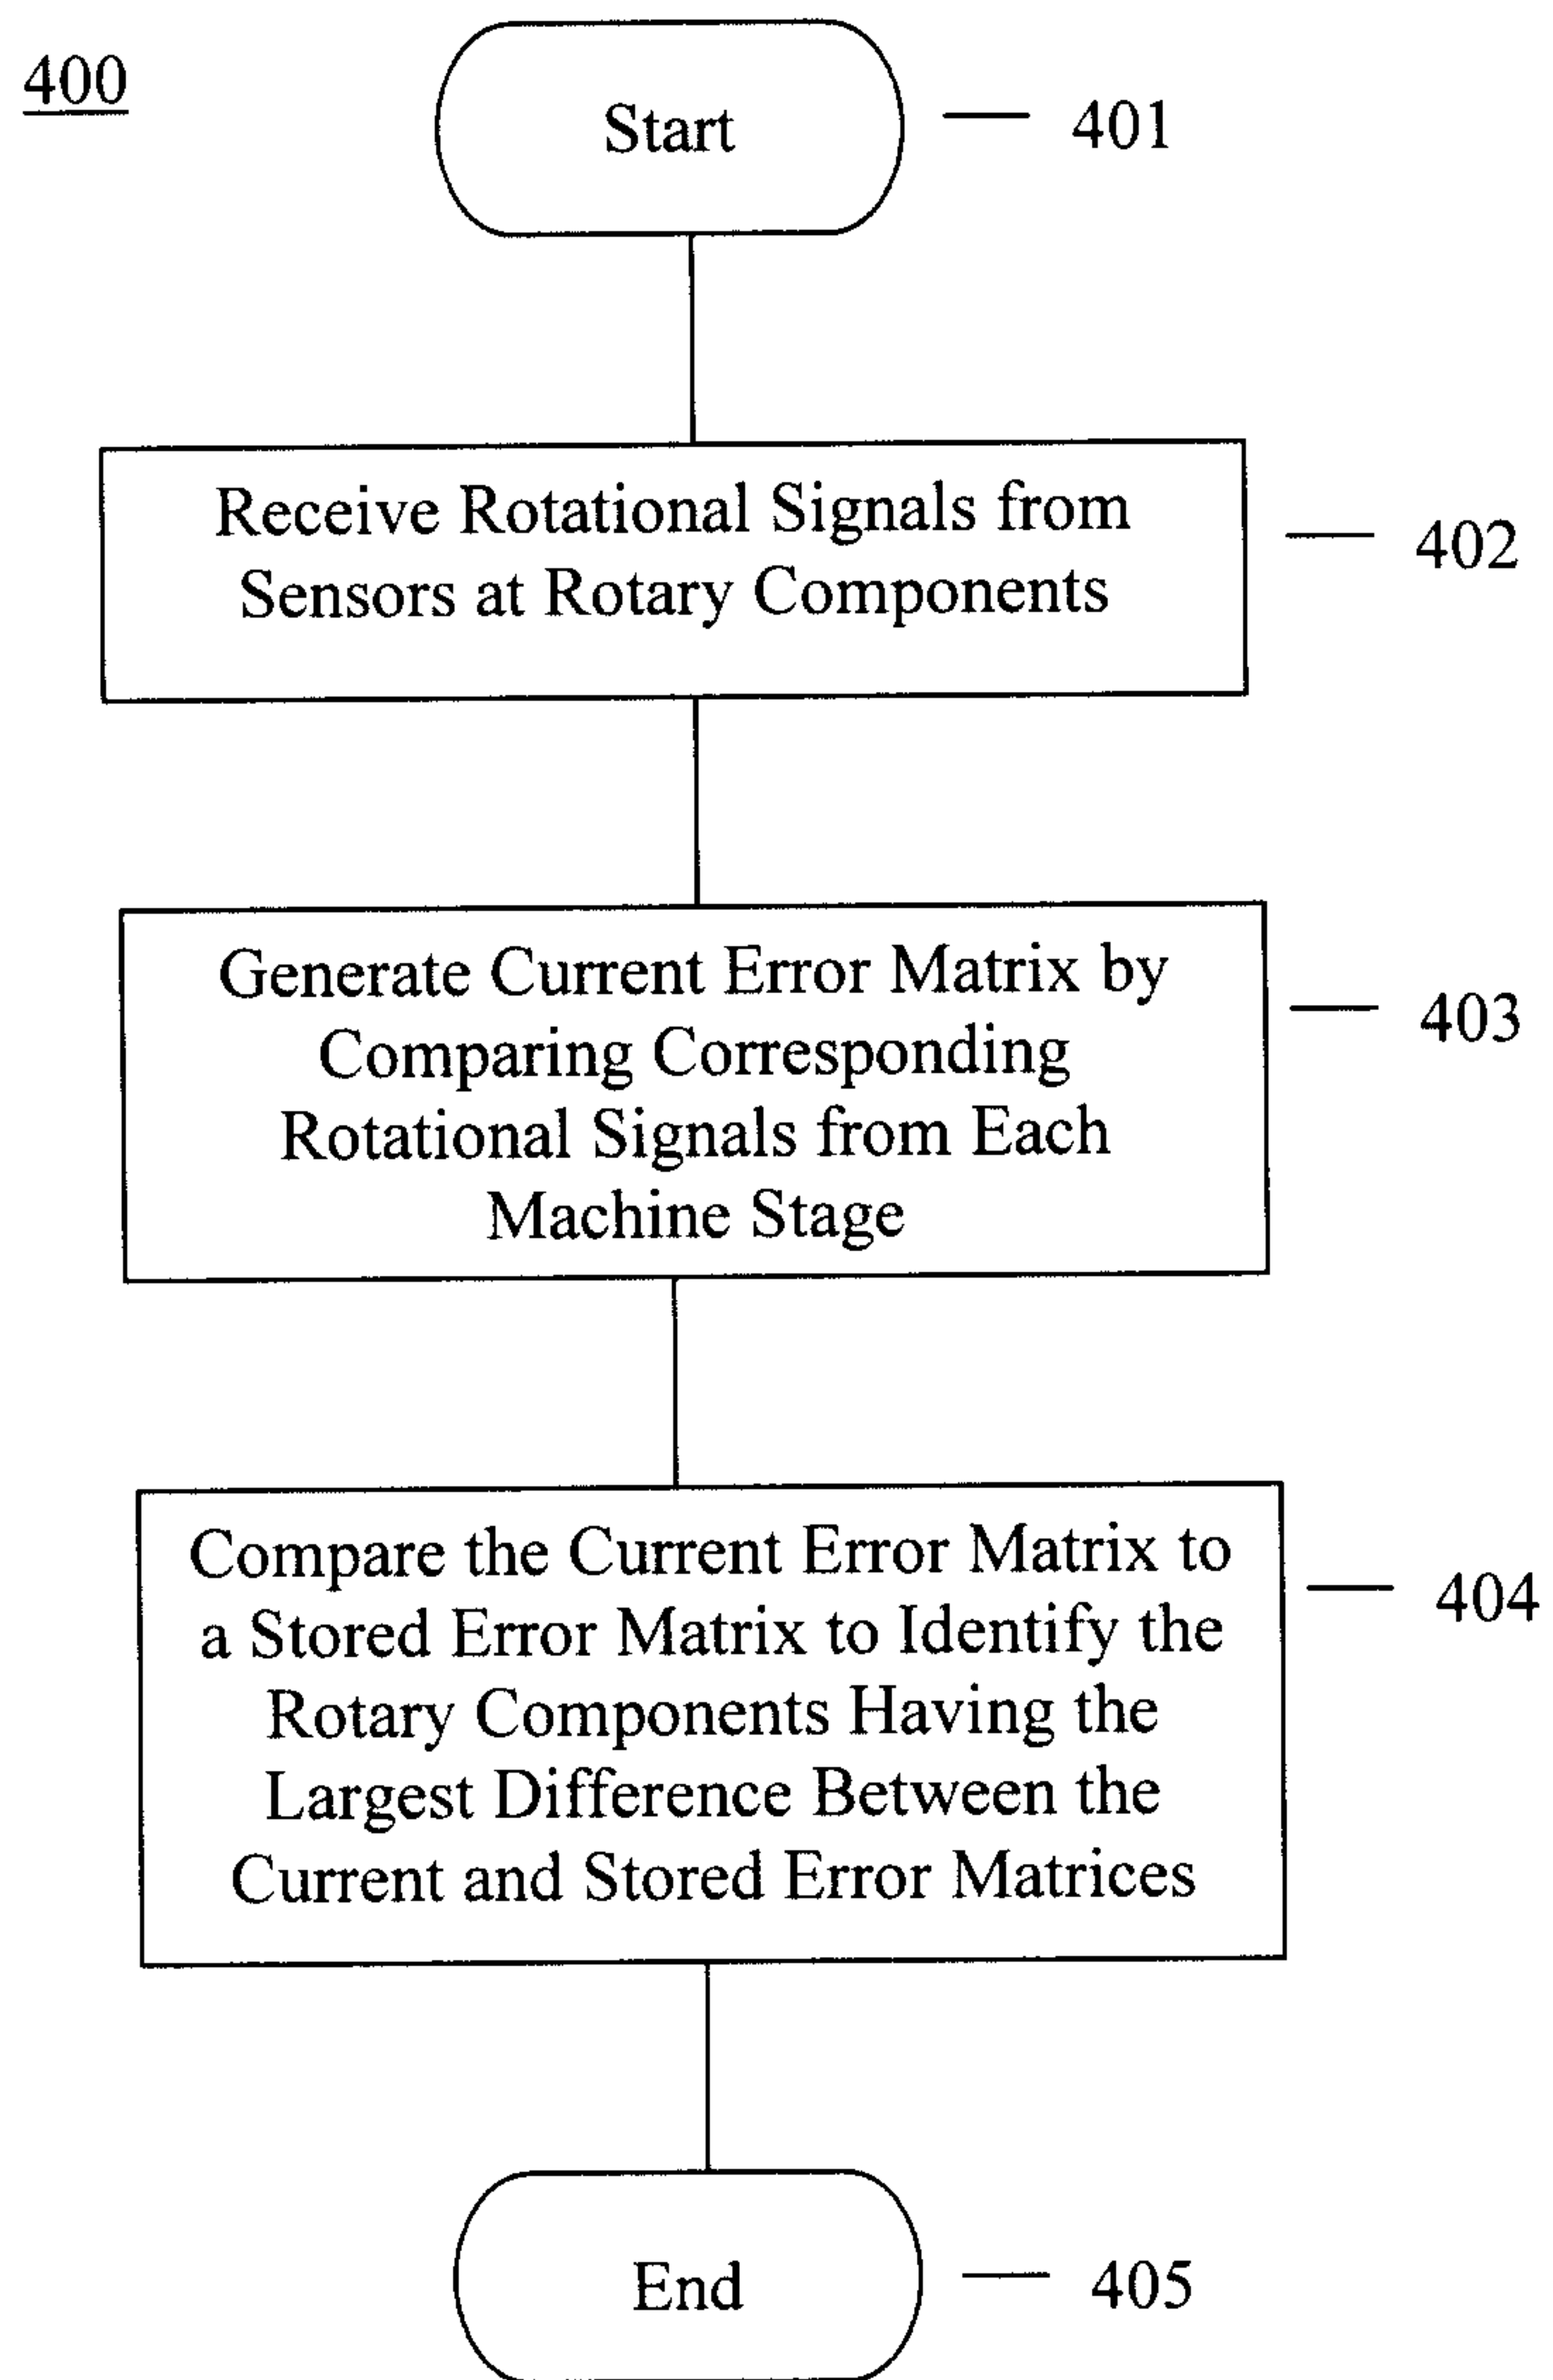 400
Start
401
Receive Rotational Signals from
Sensors at Rotary Components
402
Generate Current Error Matrix by
Comparing Corresponding
Rotational Signals from Each
Machine Stage
403
Compare the Current Error Matrix to
a Stored Error Matrix to Identify the
Rotary Components Having the
Largest Difference Between the
Current and Stored Error Matrices
404
End
405